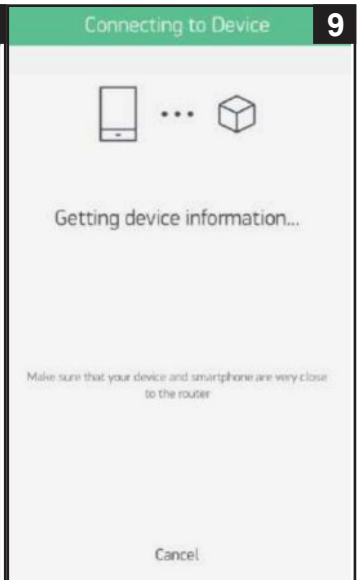 Connecting to Device
9
Getting device information...
Make sure that your device and smartphone are very close
to the router
Cancel